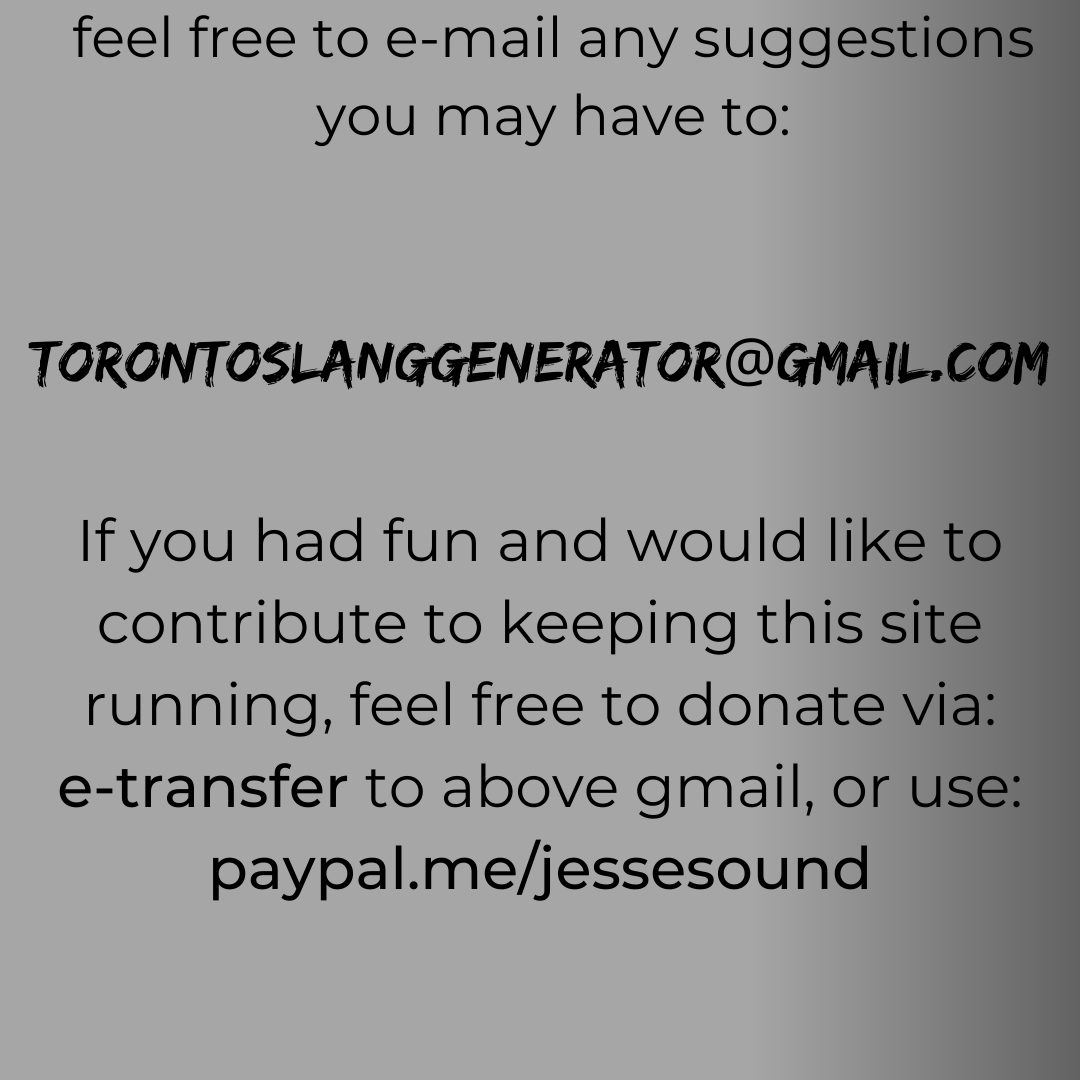 feel free to e-mail any suggestions
you may have to:
TORONTOSLANGGENERATOR@GMAIL.COM
If you had fun and would like to
contribute to keeping this site
running, feel free to donate via:
e-transfer to above gmail, or use:
paypal.me/jessesound